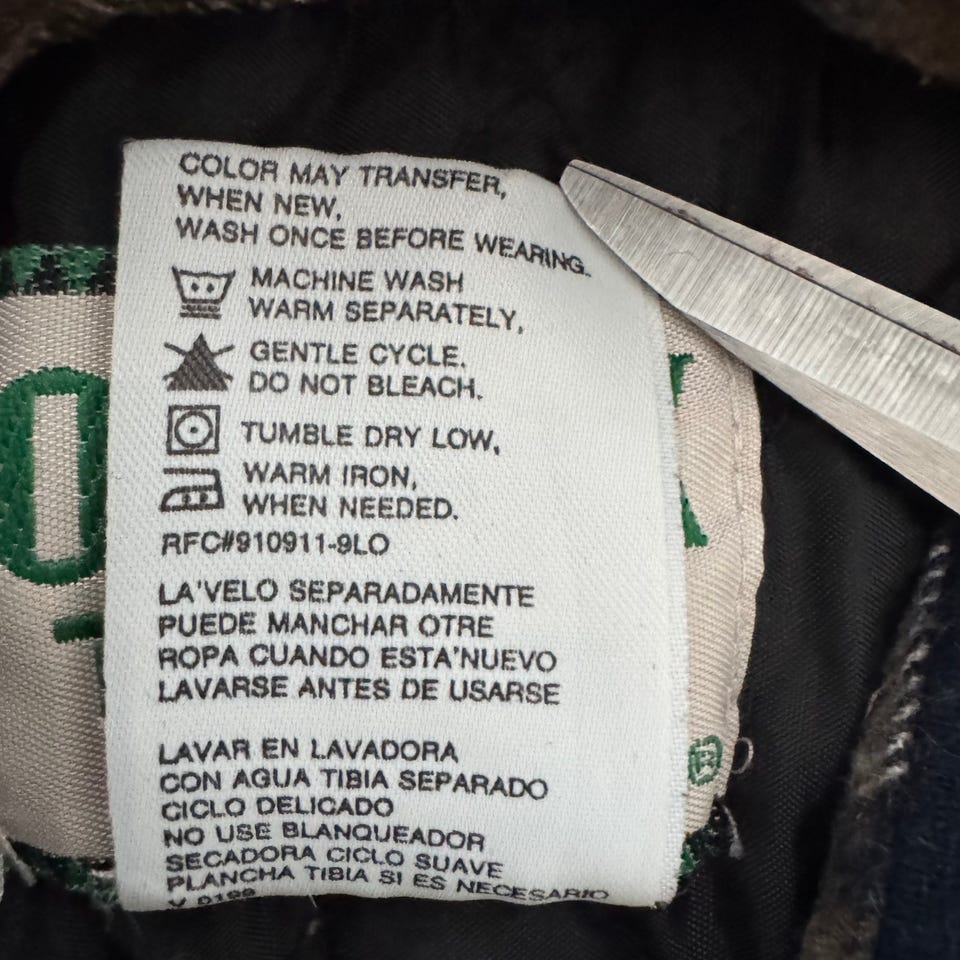 COLOR MAY TRANSFER,
WHEN NEW,
WASH ONCE BEFORE WEARING.
MACHINE WASH
WARM SEPARATELY,
GENTLE CYCLE.
DO NOT BLEACH.
TUMBLE DRY LOW,
WARM IRON,
WHEN NEEDED.
RFC#910911-9LO
LA'VELO SEPARADAMENTE
PUEDE MANCHAR OTRE
ROPA CUANDO ESTA'NUEVO
LAVARSE ANTES DE USARSE
LAVAR EN LAVADORA
CON AGUA TIBIA SEPARADO
CICLO DELICADO
NO USE BLANQUEADOR
SECADORA CICLO SUAVE
PLANCHA TIBIA SI ES NECESARIO